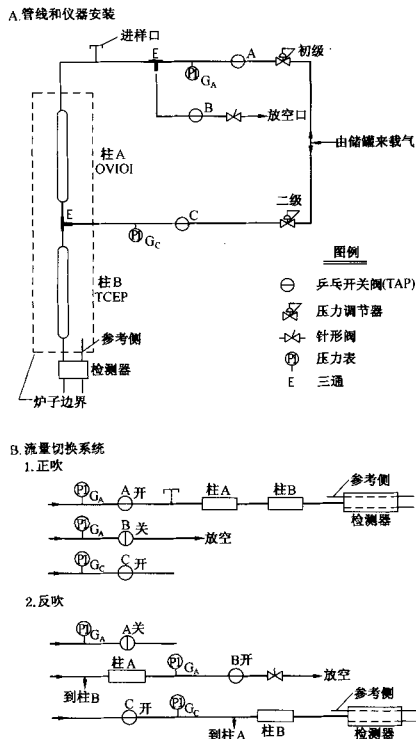 A.管线和仪器安装
进样口
E
A
初级
PI
GA
B
放空口
柱A
OVIOI
由储罐来载气
二级
E
C
PI
GC
柱B
TCEP
参考侧
检测器
炉子边界
图例
乒乓开关阀(TAP)
压力调节器
针形阀
PI 压力表
E 三通
B.流量切换系统
1.正吹
PI GA A 开 柱A 柱B 参考侧
检测器
PI GA B 关 放空
PI GC C 开
2.反吹
PI GA A关
柱A PI GA B开 放空
到柱B
C 开 PI GC 柱B 参考侧
到柱A 检测器